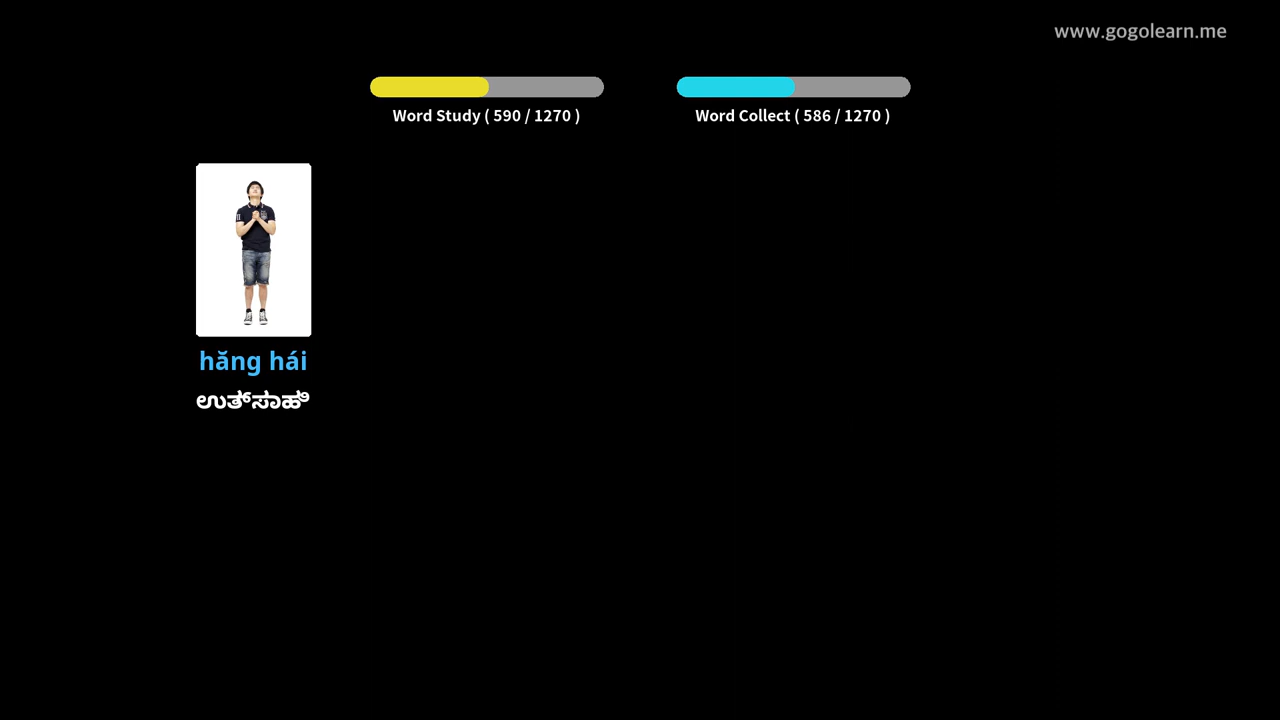 www.gogolearn.me
Word Study ( 590 / 1270 )
Word Collect ( 586 / 1270 )
hăng hái
ಉತ್ಸಾಹಿ